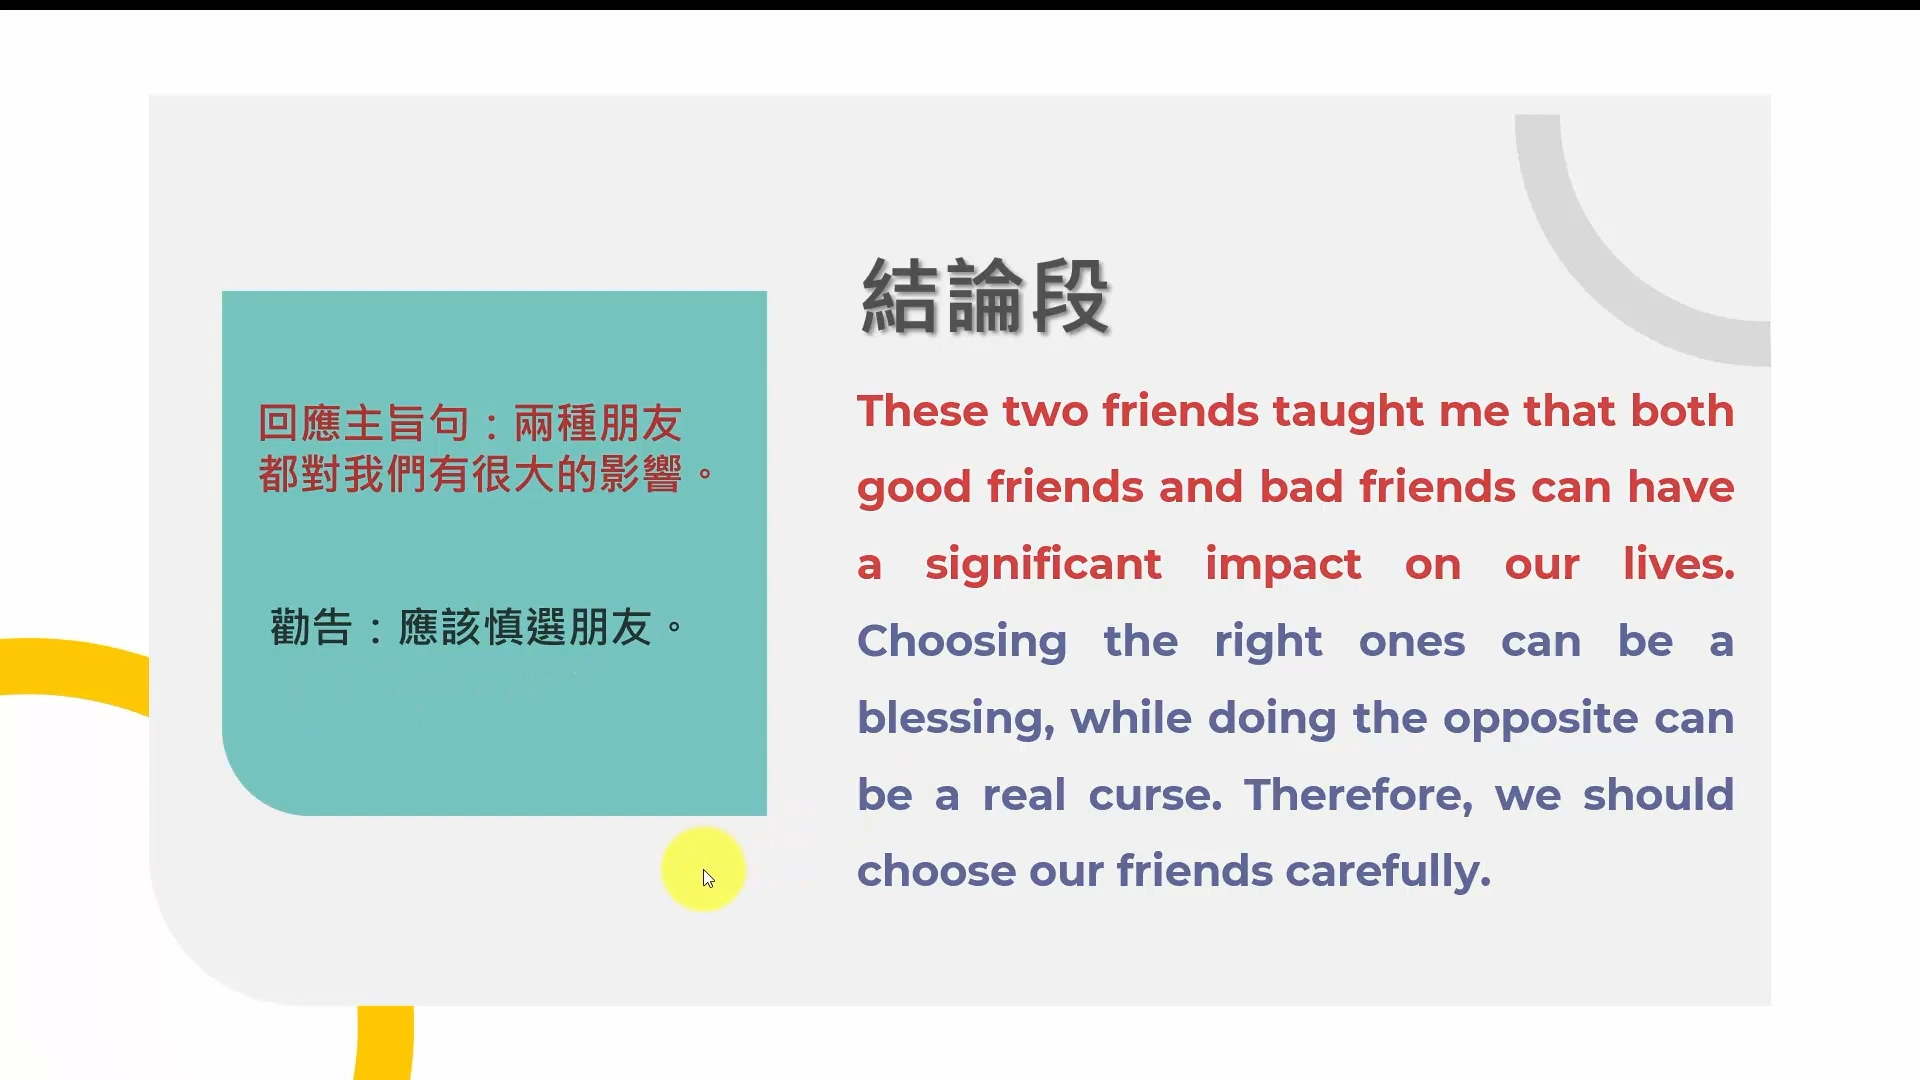 結論段
回應主旨句：兩種朋友
都對我們有很大的影響。
勸告：應該慎選朋友。
These two friends taught me that both
good friends and bad friends can have
a significant impact on our lives.
Choosing the right ones can be a
blessing, while doing the opposite can
be a real curse. Therefore, we should
choose our friends carefully.